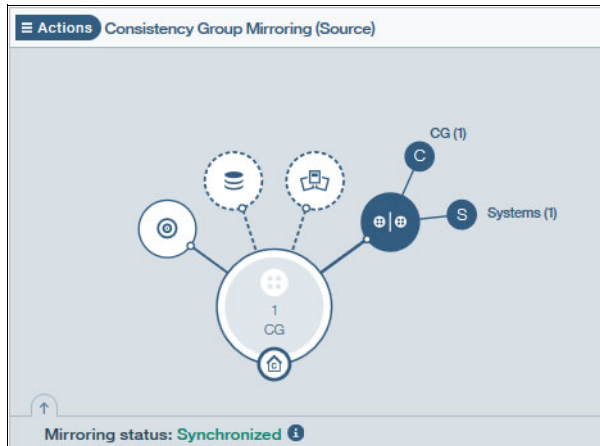 Actions Consistency Group Mirroring (Source)
CG (1)
C
S Systems (1)
1
CG
C
Mirroring status: Synchronized i